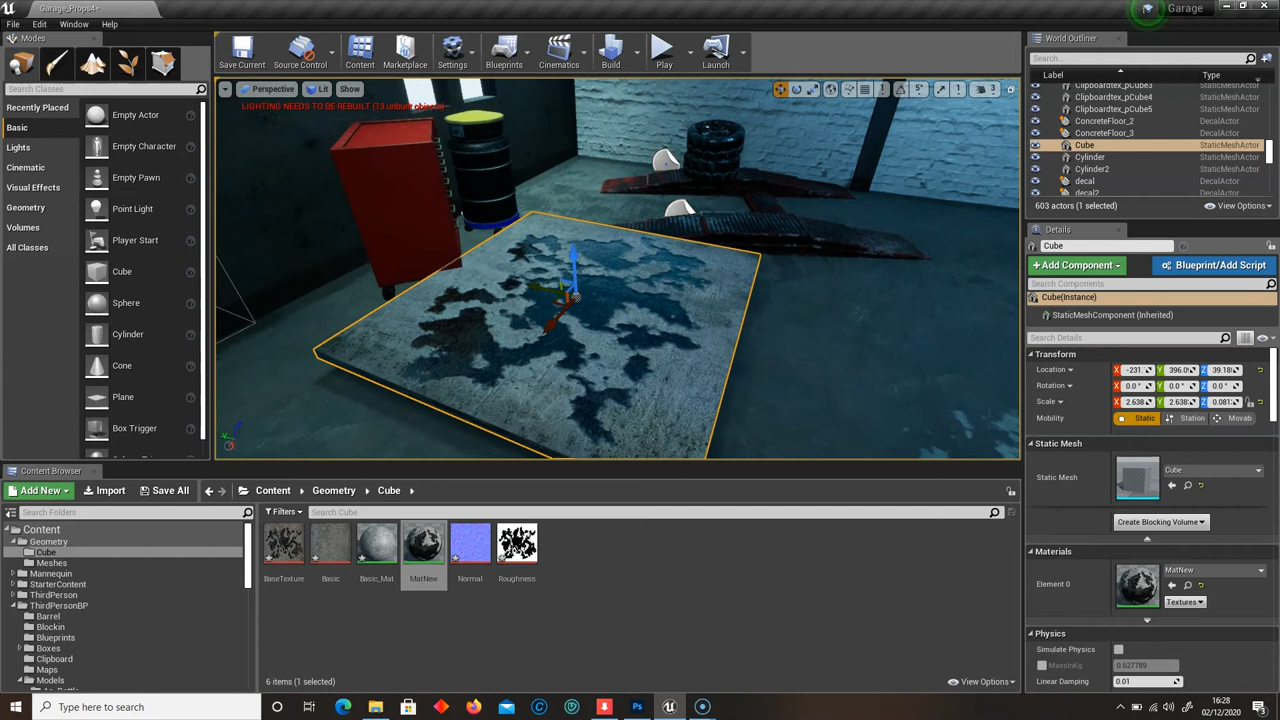 Garage_Props4*
Garage
File Edit Window Help
Modes
Search Classes
Recently Placed
Basic
Lights
Cinematic
Visual Effects
Geometry
Volumes
All Classes
Empty Actor
Empty Character
Empty Pawn
Point Light
Player Start
Cube
Sphere
Cylinder
Cone
Plane
Box Trigger
Save Current
Source Control
Content
Marketplace
Settings
Blueprints
Cinematics
Build
Play
Launch
Perspective
Lit
Show
5°
1
3
World Outliner
Search...
Label Type
Clipboardtex_pCube3 StaticMeshActor
Clipboardtex_pCube4 StaticMeshActor
Clipboardtex_pCube5 StaticMeshActor
ConcreteFloor_2 DecalActor
ConcreteFloor_3 DecalActor
Cube StaticMeshActor
Cylinder StaticMeshActor
Cylinder2 StaticMeshActor
decal DecalActor
decal2 DecalActor
603 actors (1 selected) View Options
Details
Cube
+Add Component
Blueprint/Add Script
Search Components
Cube(Instance)
StaticMeshComponent (Inherited)
Search Details
Transform
Location X -231. Y 396.0 Z 39.18
Rotation X 0.0 ° Y 0.0 ° Z 0.0 °
Scale X 2.638 Y 2.638 Z 0.081
Mobility Static Station Movab
Static Mesh
Static Mesh Cube
Create Blocking Volume
Materials
Element 0 MatNew
Textures
Physics
Simulate Physics
MassInKg 0.627789
Linear Damping 0.01
Content Browser
Add New
Import
Save All
Content Geometry Cube
Search Folders
Filters
Search Cube
Content
Geometry
Cube
Meshes
Mannequin
StarterContent
ThirdPerson
ThirdPersonBP
Barrel
Blockin
Blueprints
Boxes
Clipboard
Maps
Models
BaseTexture
Basic
Basic_Mat
MatNew
Normal
Roughness
6 items (1 selected)
View Options
Type here to search
Ps
16:28
02/12/2020